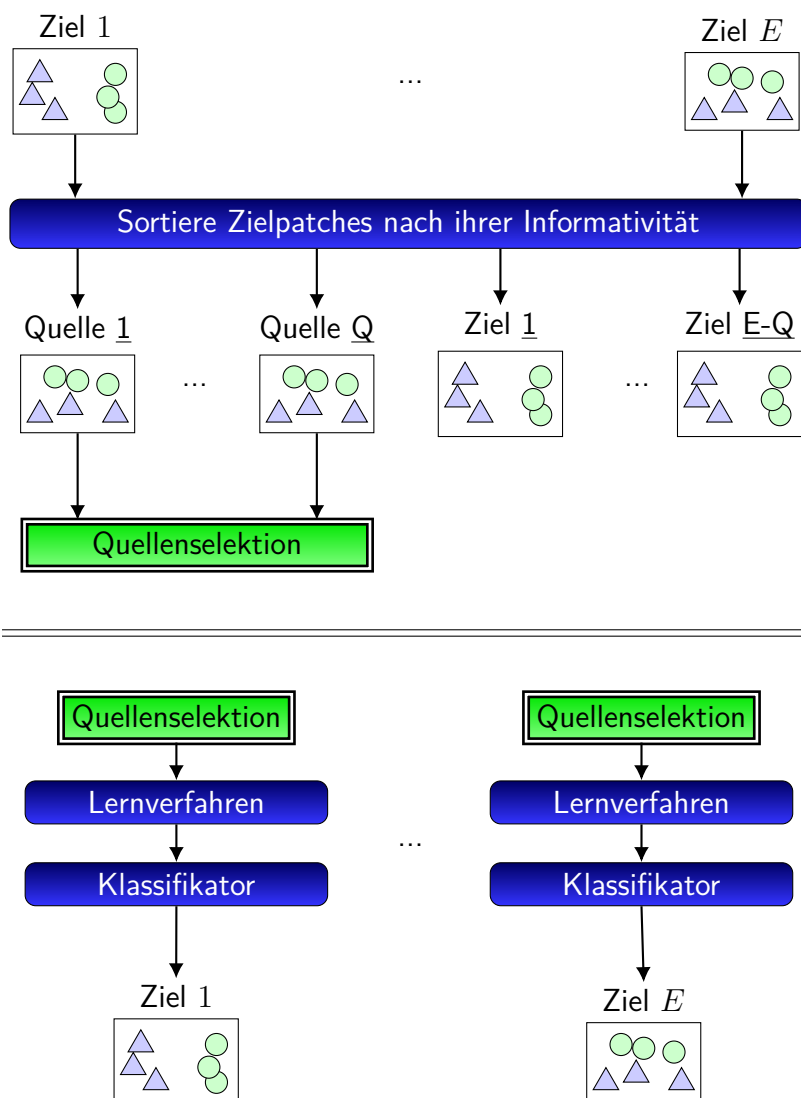 Ziel 1
...
Ziel E
Sortiere Zielpatches nach ihrer Informativität
Quelle 1
Quelle Q
Ziel 1
Ziel E-Q
...
...
Quellenselektion
Quellenselektion
Quellenselektion
Lernverfahren
Lernverfahren
...
Klassifikator
Klassifikator
Ziel 1
Ziel E